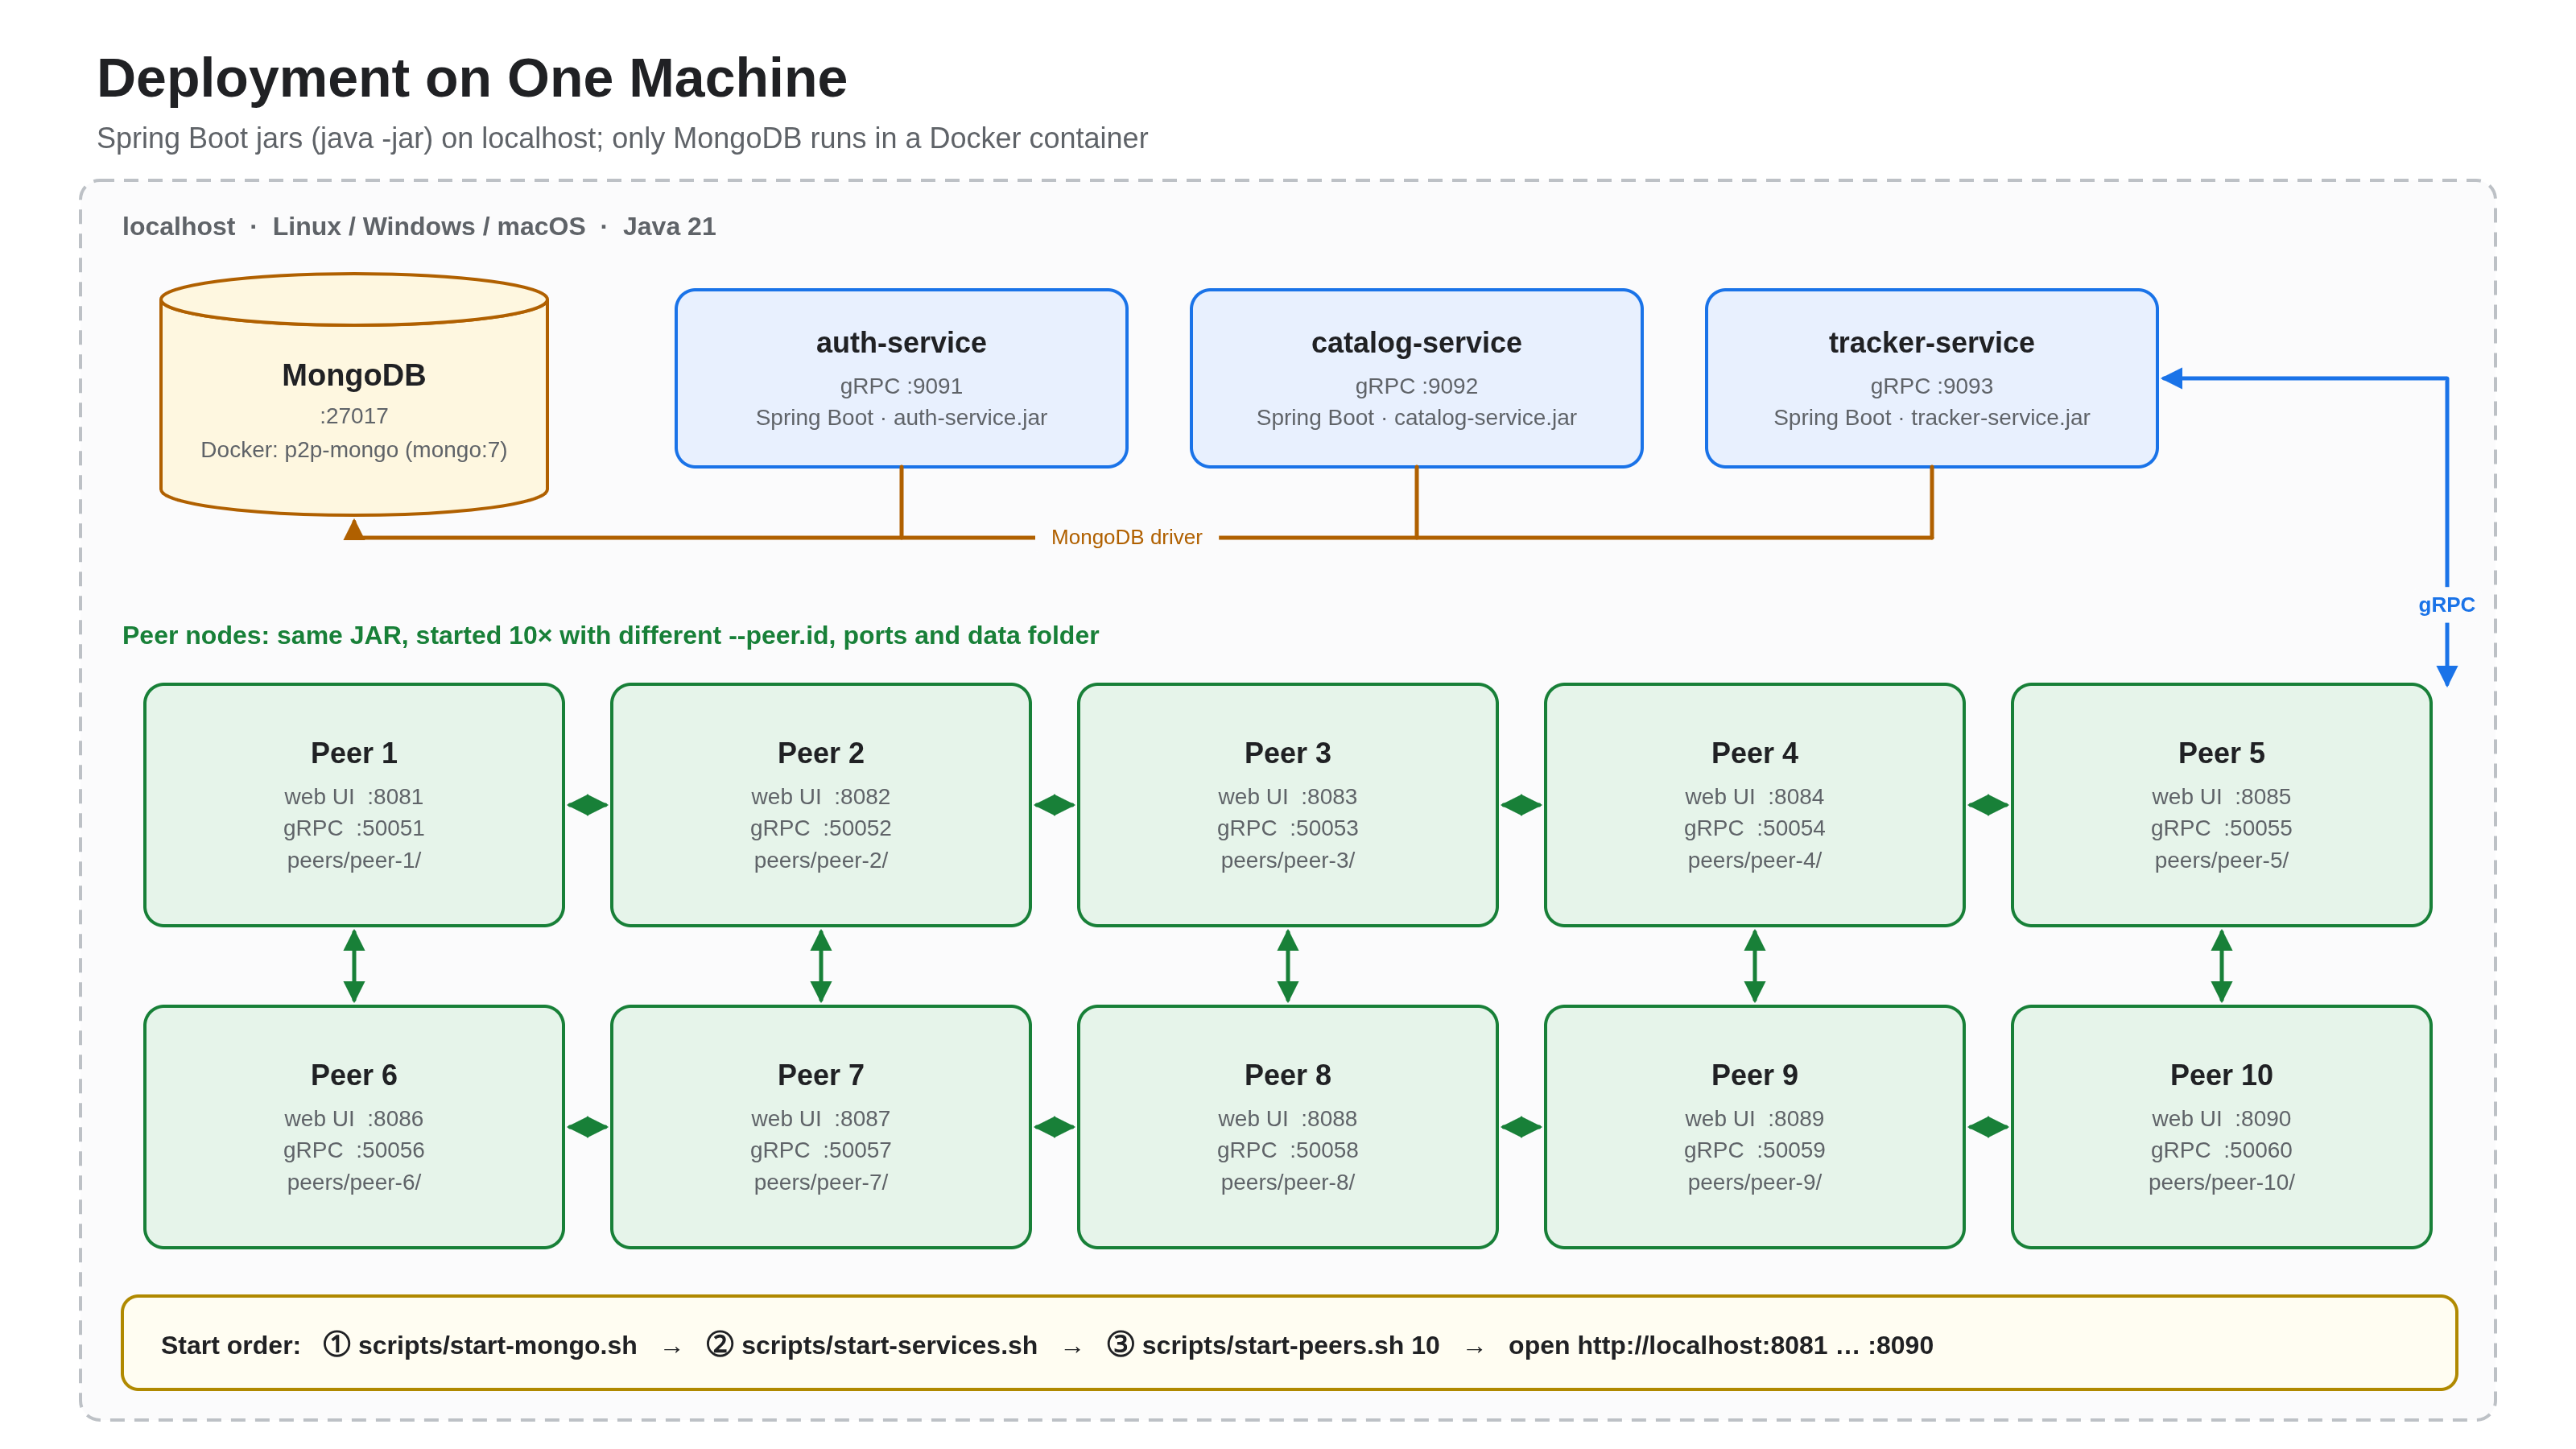 Deployment on One Machine
Spring Boot jars (java -jar) on localhost; only MongoDB runs in a Docker container
localhost · Linux / Windows / macOS · Java 21
MongoDB
:27017
Docker: p2p-mongo (mongo:7)
auth-service
gRPC :9091
Spring Boot · auth-service.jar
catalog-service
gRPC :9092
Spring Boot · catalog-service.jar
tracker-service
gRPC :9093
Spring Boot · tracker-service.jar
MongoDB driver
gRPC
Peer nodes: same JAR, started 10× with different --peer.id, ports and data folder
Peer 1
web UI :8081
gRPC :50051
peers/peer-1/
Peer 2
web UI :8082
gRPC :50052
peers/peer-2/
Peer 3
web UI :8083
gRPC :50053
peers/peer-3/
Peer 4
web UI :8084
gRPC :50054
peers/peer-4/
Peer 5
web UI :8085
gRPC :50055
peers/peer-5/
Peer 6
web UI :8086
gRPC :50056
peers/peer-6/
Peer 7
web UI :8087
gRPC :50057
peers/peer-7/
Peer 8
web UI :8088
gRPC :50058
peers/peer-8/
Peer 9
web UI :8089
gRPC :50059
peers/peer-9/
Peer 10
web UI :8090
gRPC :50060
peers/peer-10/
Start order: ① scripts/start-mongo.sh → ② scripts/start-services.sh → ③ scripts/start-peers.sh 10 → open http://localhost:8081 … :8090